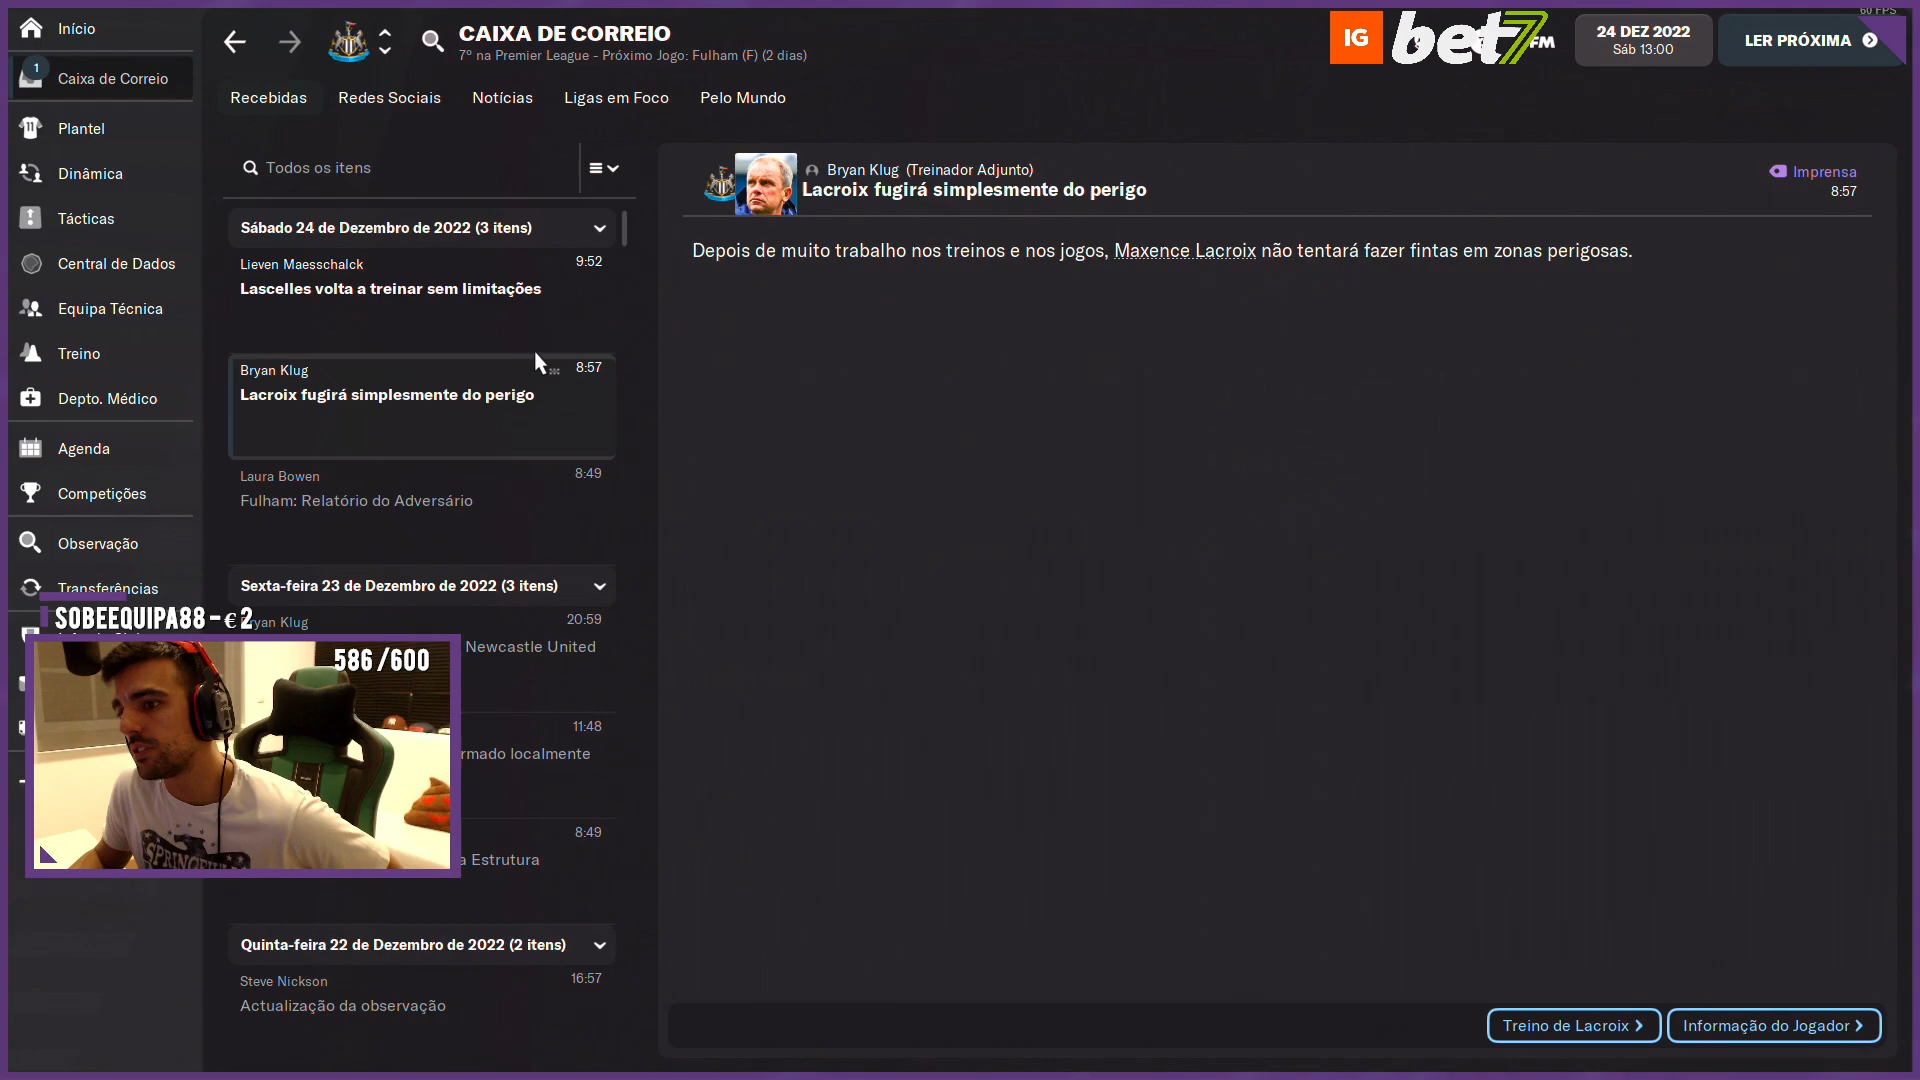 Início
1
Caixa de Correio
Plantel
Dinâmica
Tácticas
Central de Dados
Equipa Técnica
Treino
Depto. Médico
Agenda
Competições
Observação
Transferências
CAIXA DE CORREIO
7º na Premier League - Próximo Jogo: Fulham (F) (2 dias)
IG
bet7
FM
60 FPS
24 DEZ 2022
Sáb 13:00
LER PRÓXIMA
Recebidas
Redes Sociais
Notícias
Ligas em Foco
Pelo Mundo
Todos os itens
Sábado 24 de Dezembro de 2022 (3 itens)
Lieven Maesschalck
9:52
Lascelles volta a treinar sem limitações
Bryan Klug
8:57
Lacroix fugirá simplesmente do perigo
Laura Bowen
8:49
Fulham: Relatório do Adversário
Sexta-feira 23 de Dezembro de 2022 (3 itens)
ryan Klug
20:59
Newcastle United
11:48
rmado localmente
8:49
a Estrutura
Quinta-feira 22 de Dezembro de 2022 (2 itens)
Steve Nickson
16:57
Actualização da observação
SOBEEQUIPA88 - € 2
586 /600
Bryan Klug (Treinador Adjunto)
Lacroix fugirá simplesmente do perigo
Imprensa
8:57
Depois de muito trabalho nos treinos e nos jogos, Maxence Lacroix não tentará fazer fintas em zonas perigosas.
Treino de Lacroix
Informação do Jogador